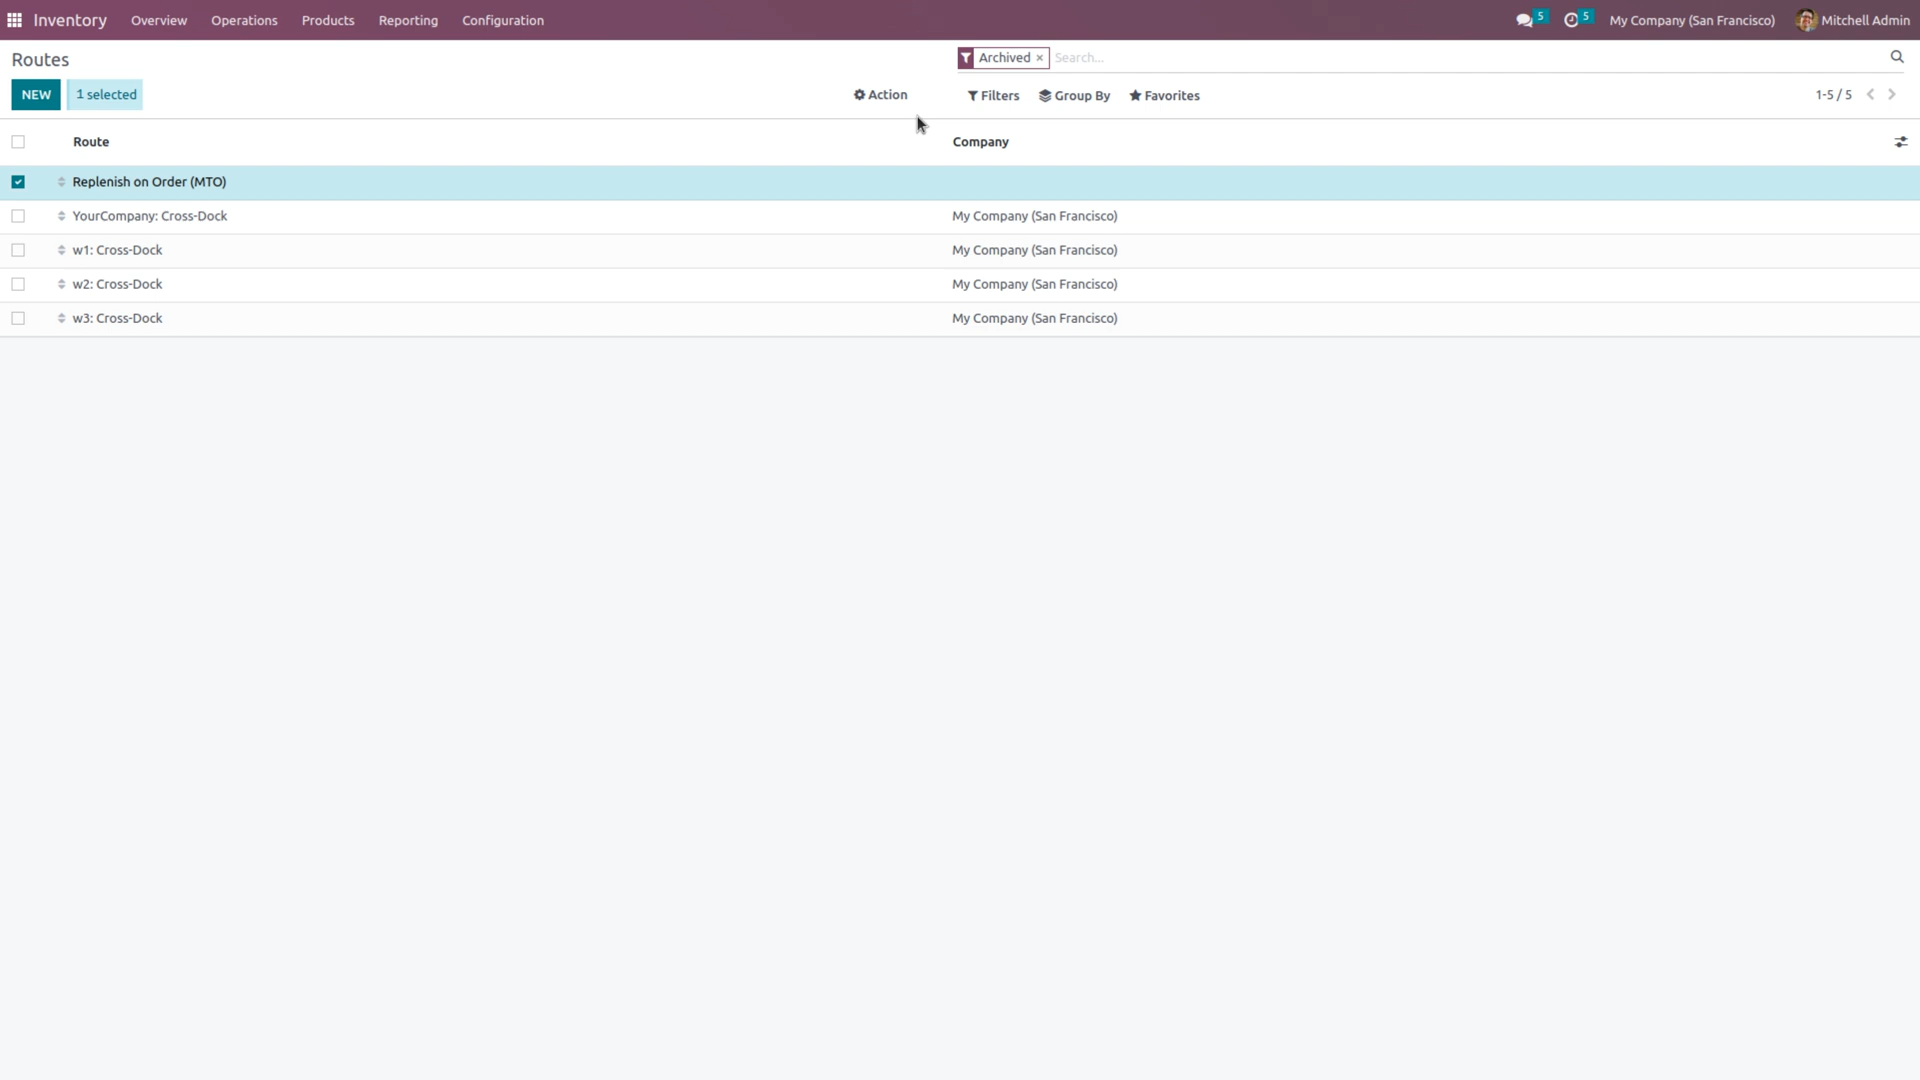 Inventory Overview Operations Products Reporting Configuration 5 5 My Company (San Francisco) Mitchell Admin
Routes Archived × Search...
NEW 1 selected Action Filters Group By Favorites 1-5 / 5
Route Company
Replenish on Order (MTO)
YourCompany: Cross-Dock My Company (San Francisco)
w1: Cross-Dock My Company (San Francisco)
w2: Cross-Dock My Company (San Francisco)
w3: Cross-Dock My Company (San Francisco)